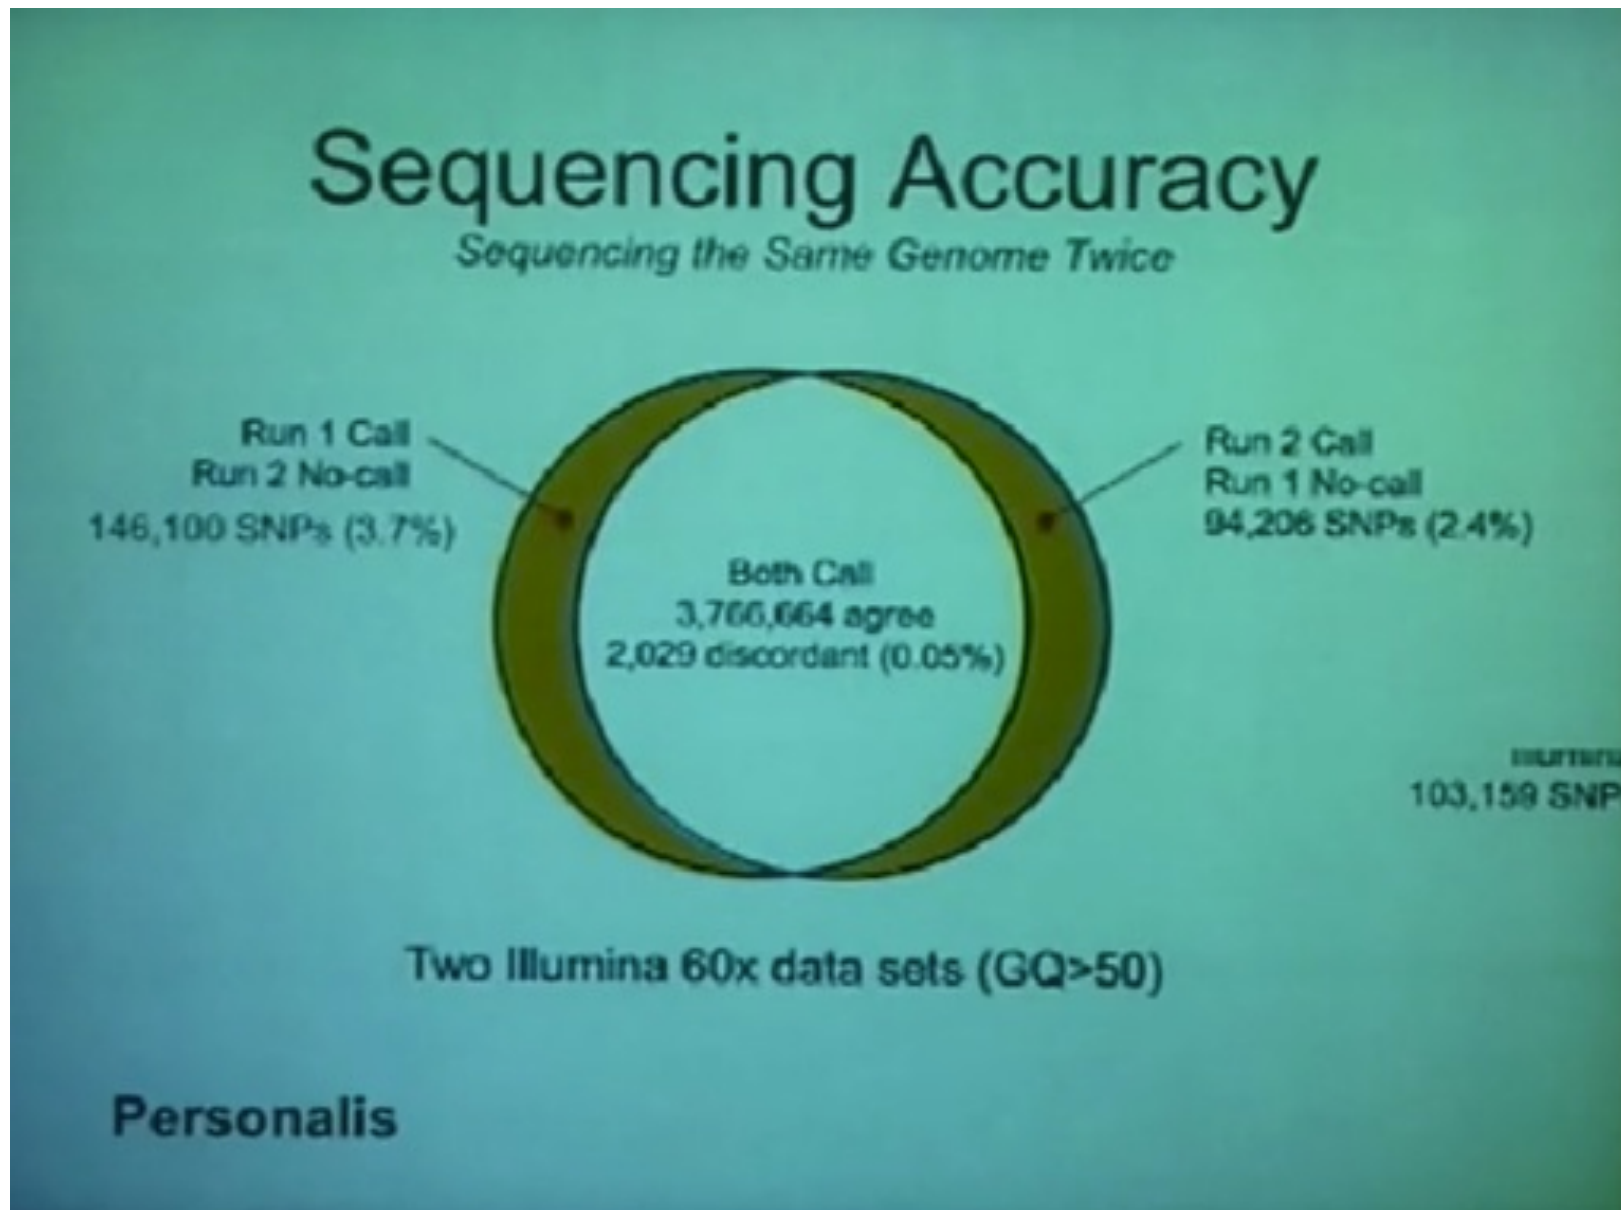 Sequencing Accuracy
Sequencing the Same Genome Twice
Run 1 Call
Run 2 No-call
146,100 SNPs (3.7%)
Run 2 Call
Run 1 No-call
94,206 SNPs (2.4%)
Both Call
3,766,664 agree
2,029 discordant (0.05%)
103,159 SNP
Two Illumina 60x data sets (GQ>50)
Personalis